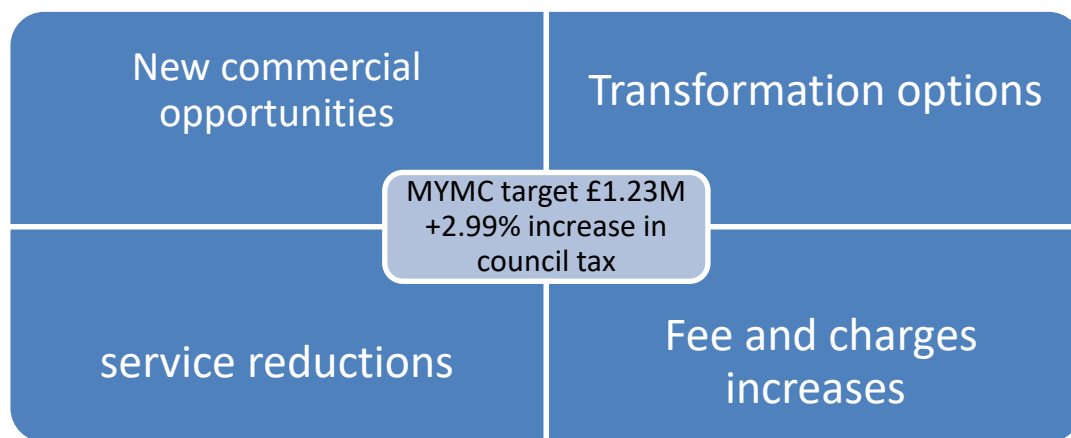 New commercial
opportunities
Transformation options
MYMC target £1.23M
+2.99% increase in
council tax
service reductions
Fee and charges
increases